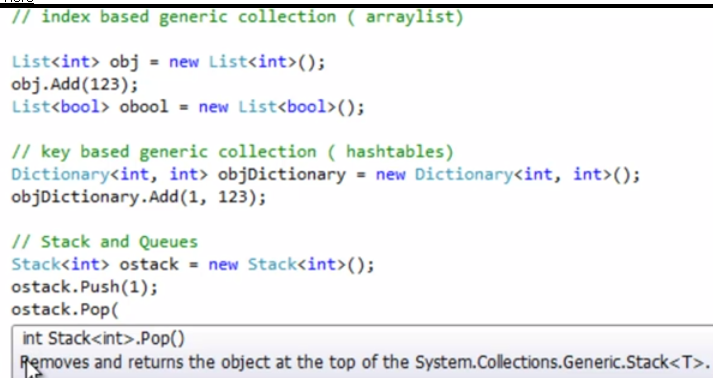 // index based generic collection ( arraylist)
List<int> obj = new List<int>();
obj.Add(123);
List<bool> obool = new List<bool>();
// key based generic collection ( hashtables)
Dictionary<int, int> objDictionary = new Dictionary<int, int>();
objDictionary.Add(1, 123);
// Stack and Queues
Stack<int> ostack = new Stack<int>();
ostack.Push(1);
ostack.Pop(
int Stack<int>.Pop()
Removes and returns the object at the top of the System.Collections.Generic.Stack<T>.